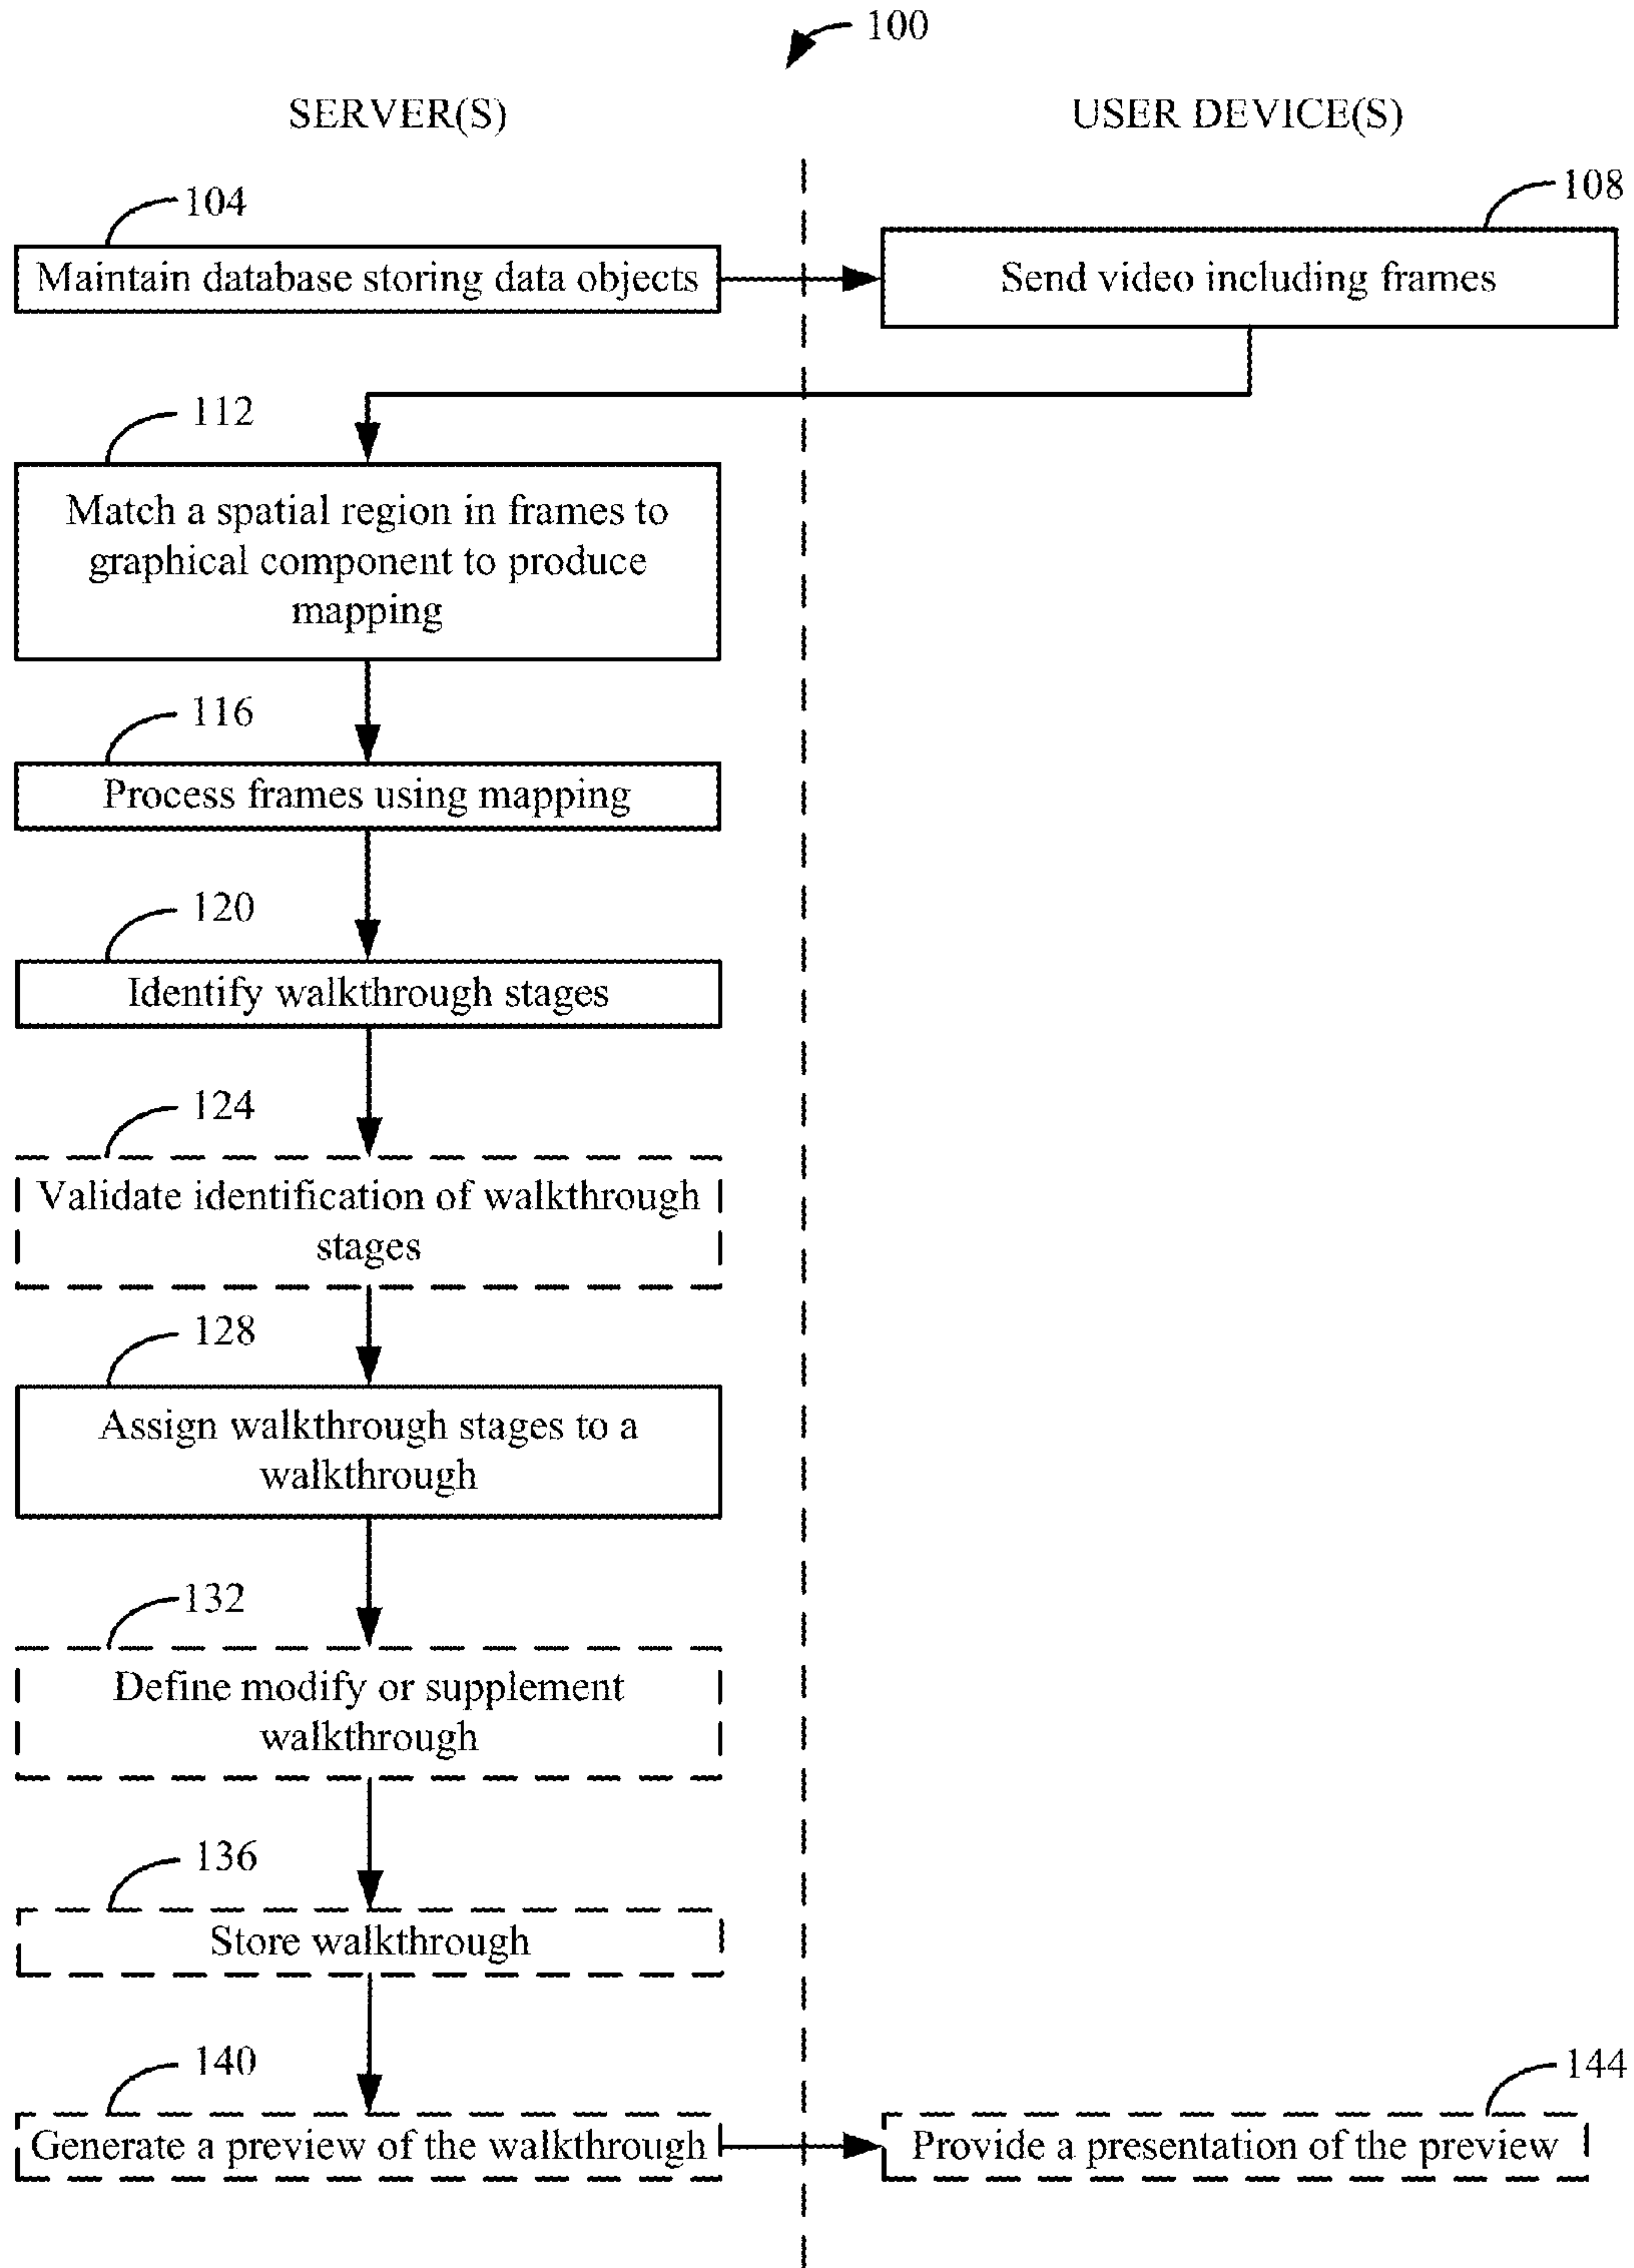 100
SERVER(S)
USER DEVICE(S)
104
108
Maintain database storing data objects
Send video including frames
112
Match a spatial region in frames to
graphical component to produce
mapping
116
Process frames using mapping
120
Identify walkthrough stages
124
Validate identification of walkthrough
stages
128
Assign walkthrough stages to a
walkthrough
132
Define modify or supplement
walkthrough
136
Store walkthrough
140
144
Generate a preview of the walkthrough
Provide a presentation of the preview